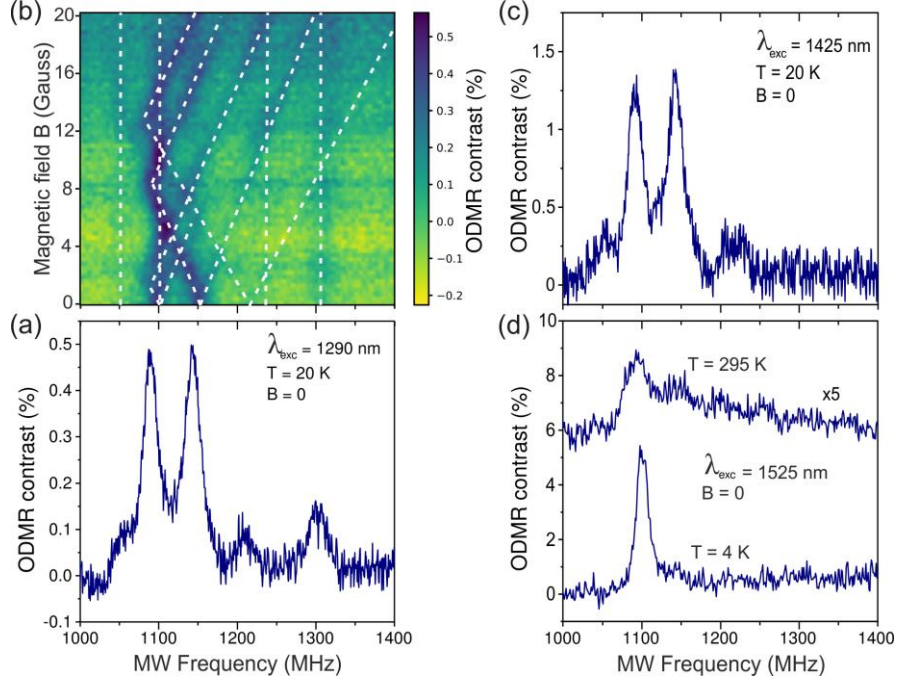 (b)
Magnetic field B (Gauss)
20
16
12
8
4
0
0.5
0.4
0.3
0.2
0.1
0.0
-0.1
-0.2
ODMR contrast (%)
(a)
ODMR contrast (%)
0.5
0.4
0.3
0.2
0.1
0.0
-0.1
λexc = 1290 nm
T = 20 K
B = 0
1000 1100 1200 1300 1400
MW Frequency (MHz)
(c)
ODMR contrast (%)
1.5
1
0.5
0
λexc = 1425 nm
T = 20 K
B = 0
(d)
ODMR contrast (%)
10
8
6
4
2
0
T = 295 K
x5
λexc = 1525 nm
B = 0
T = 4 K
1000 1100 1200 1300 1400
MW Frequency (MHz)